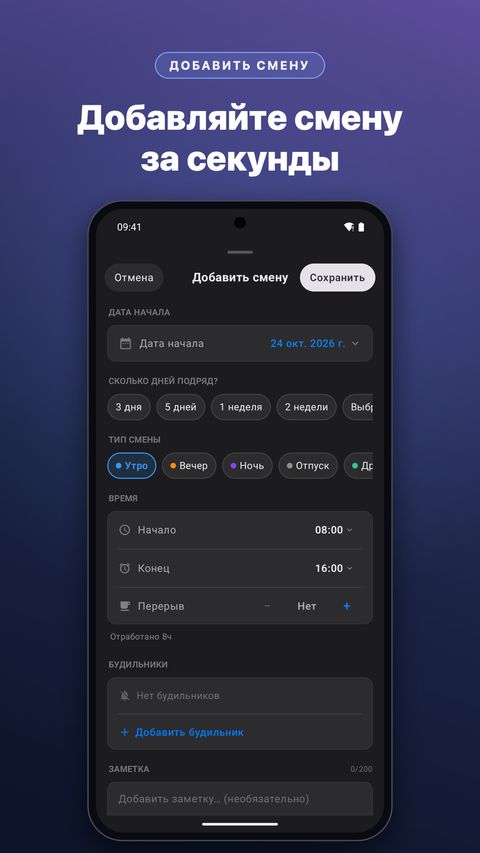 ДОБАВИТЬ СМЕНУ
Добавляйте смену
за секунды
09:41
Отмена
Добавить смену
Сохранить
ДАТА НАЧАЛА
Дата начала
24 окт. 2026 г.
СКОЛЬКО ДНЕЙ ПОДРЯД?
3 дня
5 дней
1 неделя
2 недели
Выбр
ТИП СМЕНЫ
Утро
Вечер
Ночь
Отпуск
Др
ВРЕМЯ
Начало
08:00
Конец
16:00
Перерыв
− Нет +
Отработано 8ч
БУДИЛЬНИКИ
Нет будильников
+ Добавить будильник
ЗАМЕТКА
0/200
Добавить заметку… (необязательно)